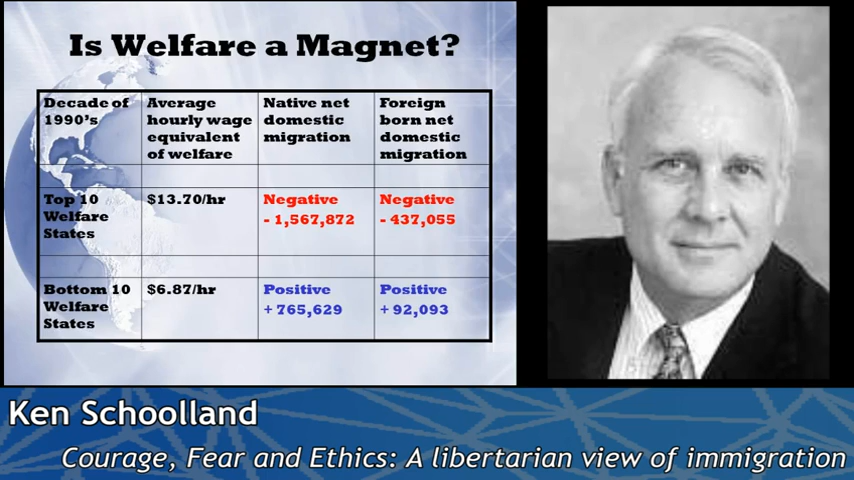 Is Welfare a Magnet?
Decade of
1990's
Average
hourly wage
equivalent
of welfare
Native net
domestic
migration
Foreign
born net
domestic
migration
Top 10
Welfare
States
$13.70/hr
Negative
- 1,567,872
Negative
- 437,055
Bottom 10
Welfare
States
$6.87/hr
Positive
+ 765,629
Positive
+ 92,093
Ken Schoolland
Courage, Fear and Ethics: A libertarian view of immigration